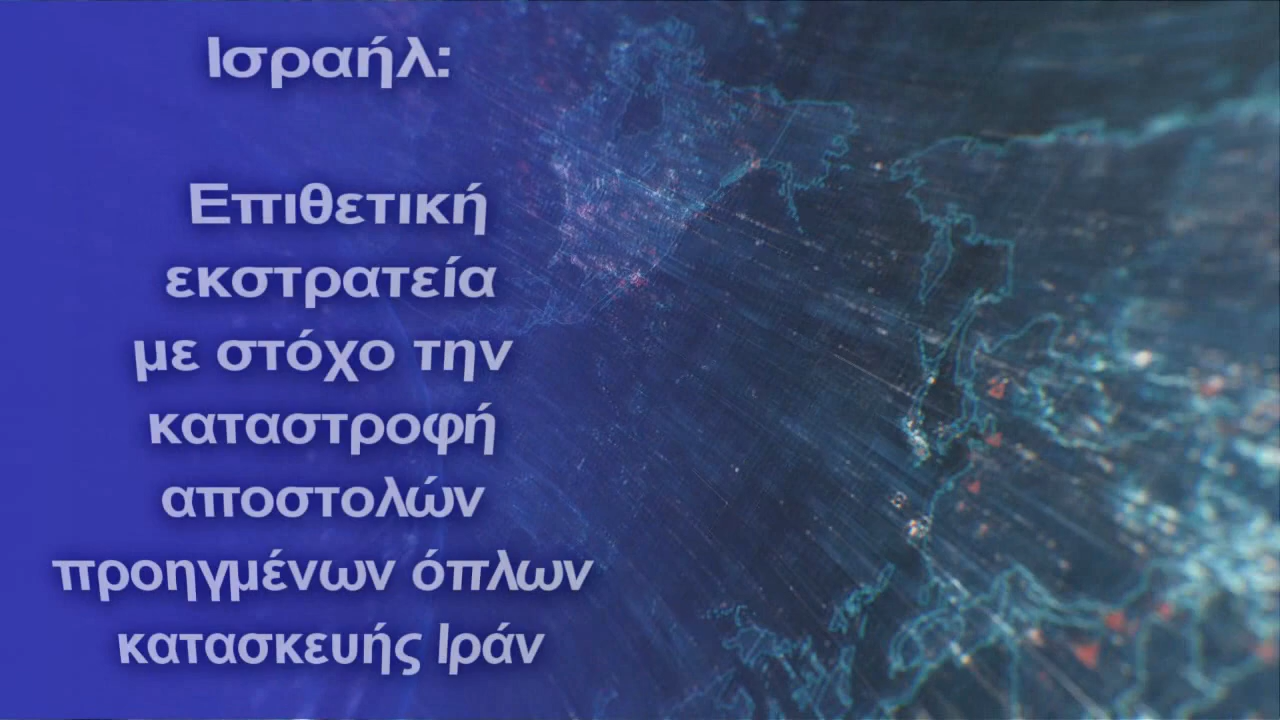 Ισραήλ:
Επιθετική
εκστρατεία
με στόχο την
καταστροφή
αποστολών
προηγμένων όπλων
κατασκευής Ιράν